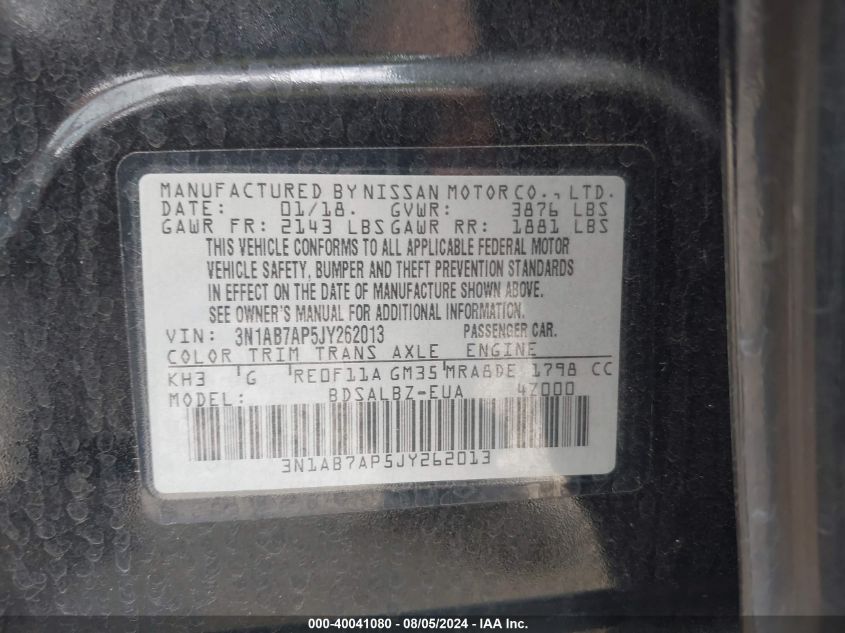 MANUFACTURED BY NISSAN MOTOR CO., LTD.
DATE: 01/18. GVWR: 3876 LBS
GAWR FR: 2143 LBS GAWR RR: 1881 LBS
THIS VEHICLE CONFORMS TO ALL APPLICABLE FEDERAL MOTOR
VEHICLE SAFETY, BUMPER AND THEFT PREVENTION STANDARDS
IN EFFECT ON THE DATE OF MANUFACTURE SHOWN ABOVE.
SEE OWNER'S MANUAL FOR ADDITIONAL INFORMATION.
VIN: 3N1AB7AP5JY262013 PASSENGER CAR.
COLOR TRIM TRANS AXLE ENGINE
KH3 G RE0F11A GM35 MRA8DE 1798 CC
MODEL: BDSALBZ-EUA 4Z000
3N1AB7AP5JY262013
000-40041080 - 08/05/2024 - IAA Inc.